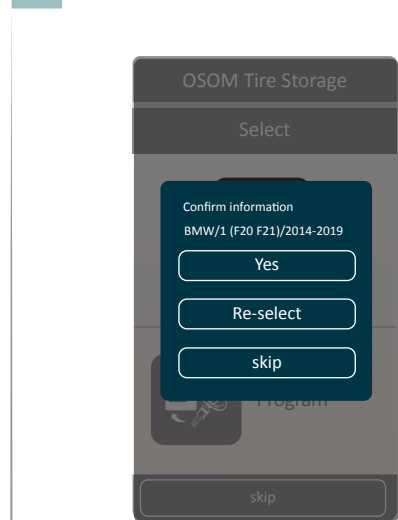 OSOM Tire Storage
Select
Confirm information
BMW/1 (F20 F21)/2014-2019
Yes
Re-select
skip
Program
skip